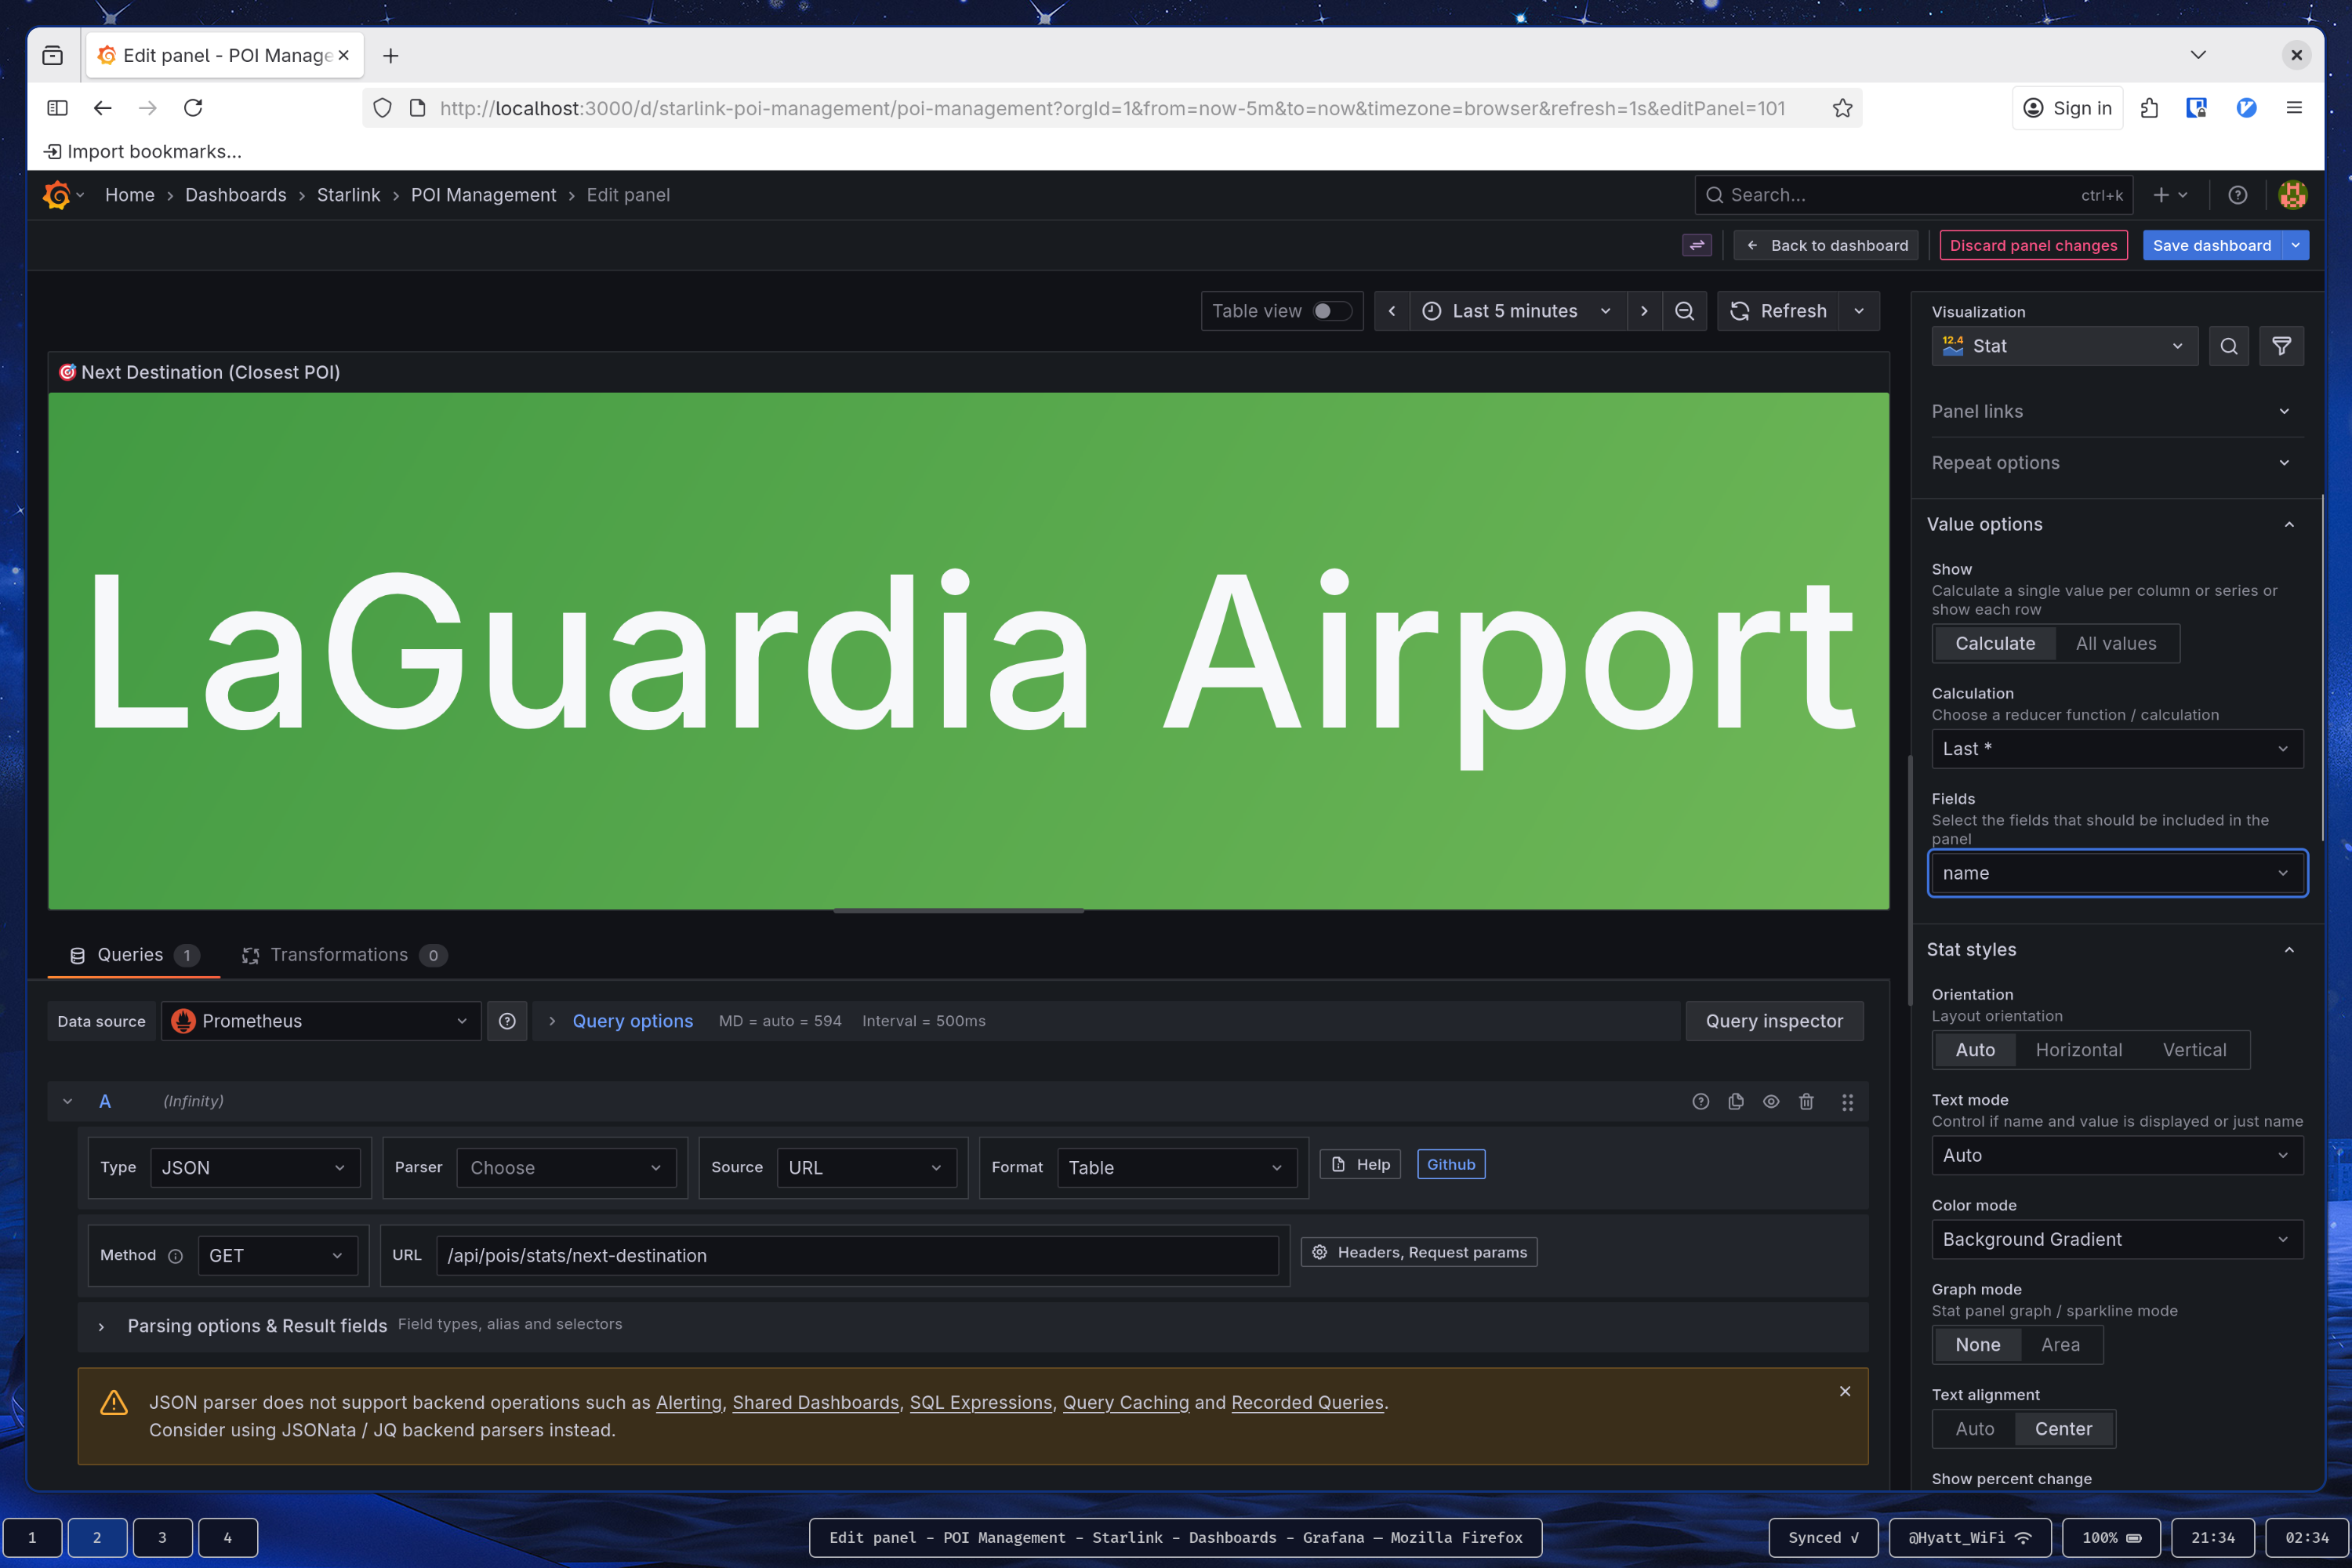 Edit panel - POI Manage
http://localhost:3000/d/starlink-poi-management/poi-management?orgId=1&from=now-5m&to=now&timezone=browser&refresh=1s&editPanel=101
Sign in
Import bookmarks...
Home › Dashboards › Starlink › POI Management › Edit panel
Search...
ctrl+k
Back to dashboard
Discard panel changes
Save dashboard
Table view
Last 5 minutes
Refresh
Next Destination (Closest POI)
LaGuardia Airport
Queries 1
Transformations 0
Data source
Prometheus
Query options
MD = auto = 594
Interval = 500ms
Query inspector
A
(Infinity)
Type
JSON
Parser
Choose
Source
URL
Format
Table
Help
Github
Method
GET
URL
/api/pois/stats/next-destination
Headers, Request params
Parsing options & Result fields
Field types, alias and selectors
JSON parser does not support backend operations such as Alerting, Shared Dashboards, SQL Expressions, Query Caching and Recorded Queries.
Consider using JSONata / JQ backend parsers instead.
Visualization
12.4
Stat
Panel links
Repeat options
Value options
Show
Calculate a single value per column or series or
show each row
Calculate
All values
Calculation
Choose a reducer function / calculation
Last *
Fields
Select the fields that should be included in the
panel
name
Stat styles
Orientation
Layout orientation
Auto
Horizontal
Vertical
Text mode
Control if name and value is displayed or just name
Auto
Color mode
Background Gradient
Graph mode
Stat panel graph / sparkline mode
None
Area
Text alignment
Auto
Center
Show percent change
1
2
3
4
Edit panel - POI Management - Starlink - Dashboards - Grafana — Mozilla Firefox
Synced √
@Hyatt_WiFi
100%
21:34
02:34